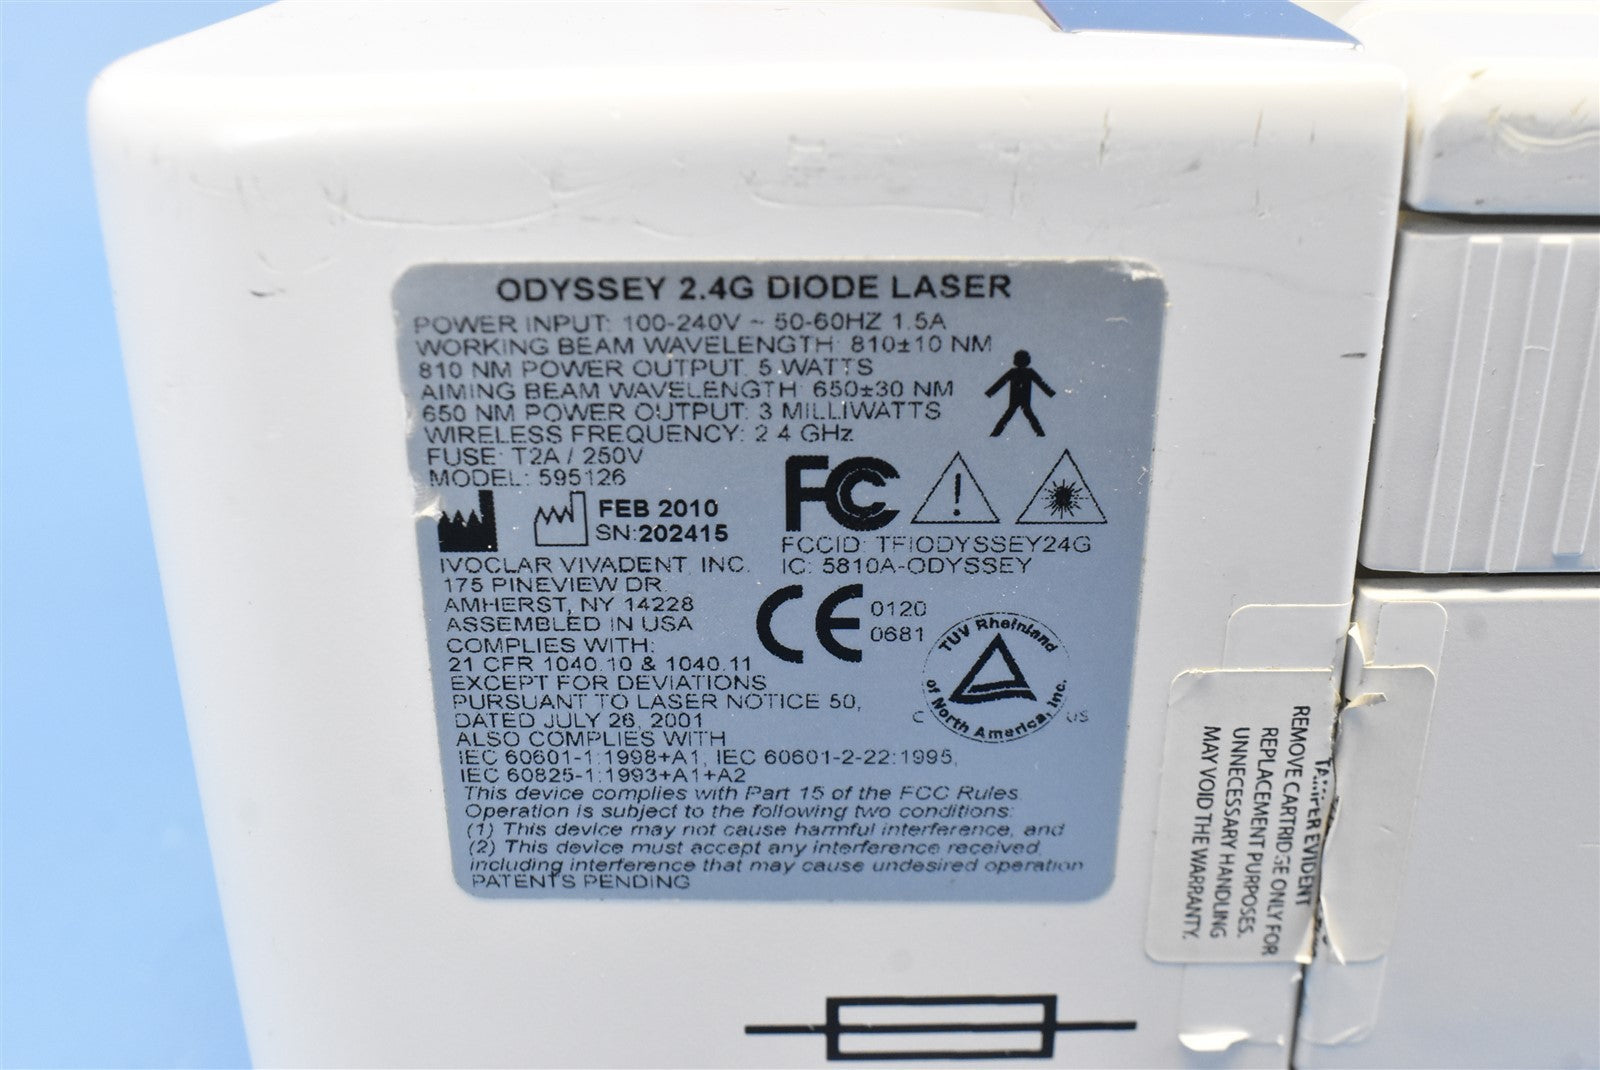 ODYSSEY 2.4G DIODE LASER
POWER INPUT: 100-240V ~ 50-60HZ 1.5A
WORKING BEAM WAVELENGTH: 810±10 NM
810 NM POWER OUTPUT: 5 WATTS
AIMING BEAM WAVELENGTH: 650±30 NM
650 NM POWER OUTPUT: 3 MILLIWATTS
WIRELESS FREQUENCY: 2.4 GHz
FUSE: T2A / 250V
MODEL: 595126
FEB 2010
SN:202415
IVOCLAR VIVADENT, INC.
175 PINEVIEW DR.
AMHERST, NY 14228
ASSEMBLED IN USA
FC
FCCID: TFIODYSSEY24G
IC: 5810A-ODYSSEY
CE 0120
0681
TUV Rheinland
of North America, Inc.
C US
COMPLIES WITH:
21 CFR 1040.10 & 1040.11
EXCEPT FOR DEVIATIONS
PURSUANT TO LASER NOTICE 50,
DATED JULY 26, 2001
ALSO COMPLIES WITH
IEC 60601-1:1998+A1, IEC 60601-2-22:1995,
IEC 60825-1:1993+A1+A2
This device complies with Part 15 of the FCC Rules.
Operation is subject to the following two conditions:
(1) This device may not cause harmful interference, and
(2) This device must accept any interference received,
including interference that may cause undesired operation
PATENTS PENDING
TAMPER EVIDENT
REMOVE CARTRIDGE ONLY FOR
REPLACEMENT PURPOSES.
UNNECESSARY HANDLING
MAY VOID THE WARRANTY.